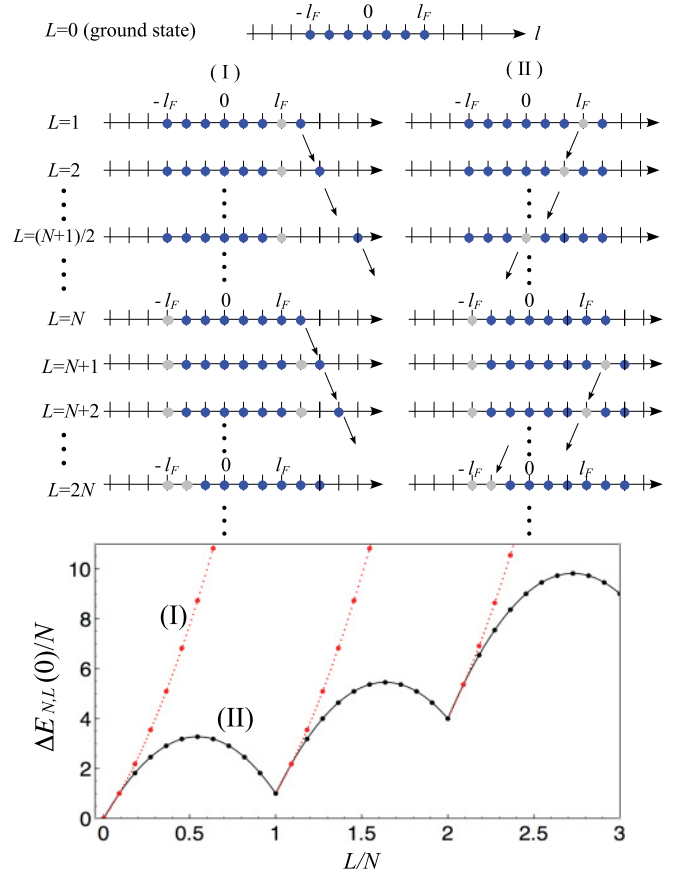 L=0 (ground state)
- l_F 0 l_F
l
( I ) ( II )
- l_F 0 l_F - l_F 0 l_F
L=1
L=2
L=(N+1)/2
- l_F 0 l_F - l_F 0 l_F
L=N
L=N+1
L=N+2
- l_F 0 l_F - l_F 0 l_F
L=2N
10
8
6
4
2
0
ΔE_{N,L}(0)/N
(I)
(II)
0 0.5 1 1.5 2 2.5 3
L/N